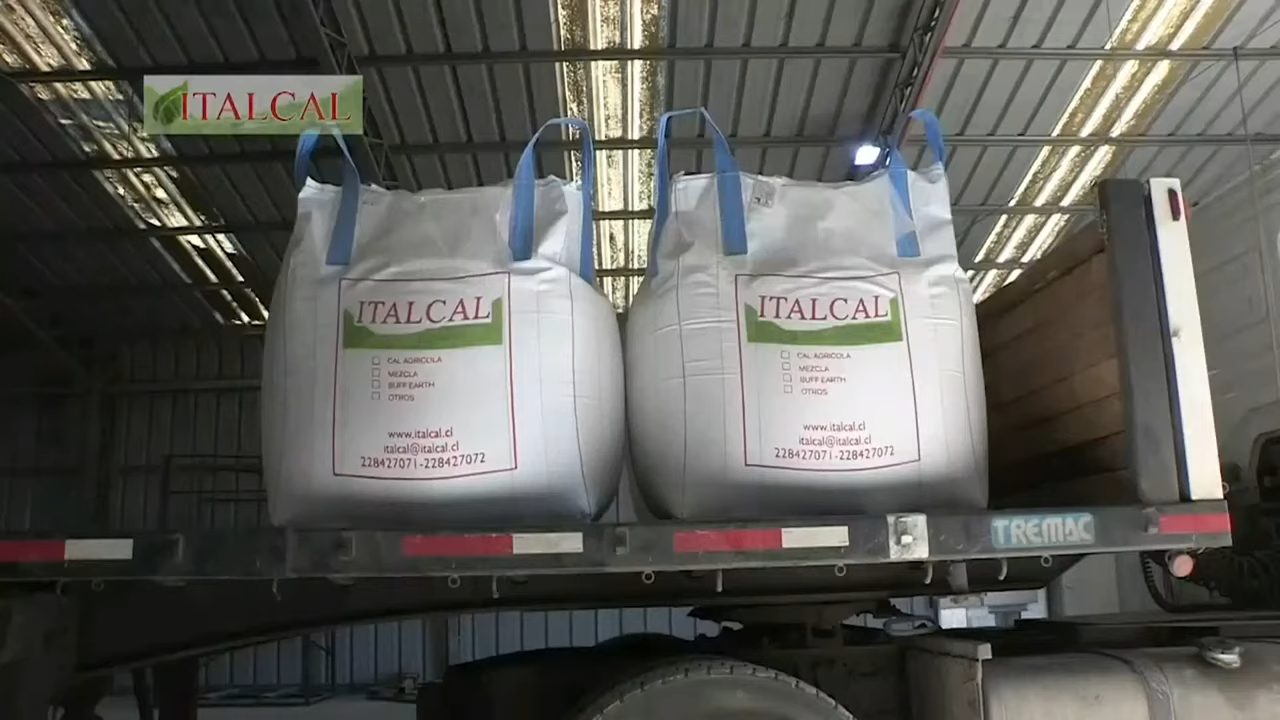 ITALCAL
ITALCAL
CAL AGRICOLA
MEZCLA
BUFF EARTH
OTROS
www.italcal.cl
italcal@italcal.cl
228427071-228427072
ITALCAL
CAL AGRICOLA
MEZCLA
BUFF EARTH
OTROS
www.italcal.cl
italcal@italcal.cl
228427071-228427072
TREMAC